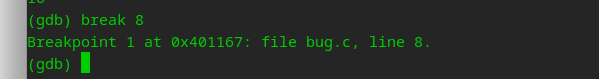 (gdb) break 8
Breakpoint 1 at 0x401167: file bug.c, line 8.
(gdb)